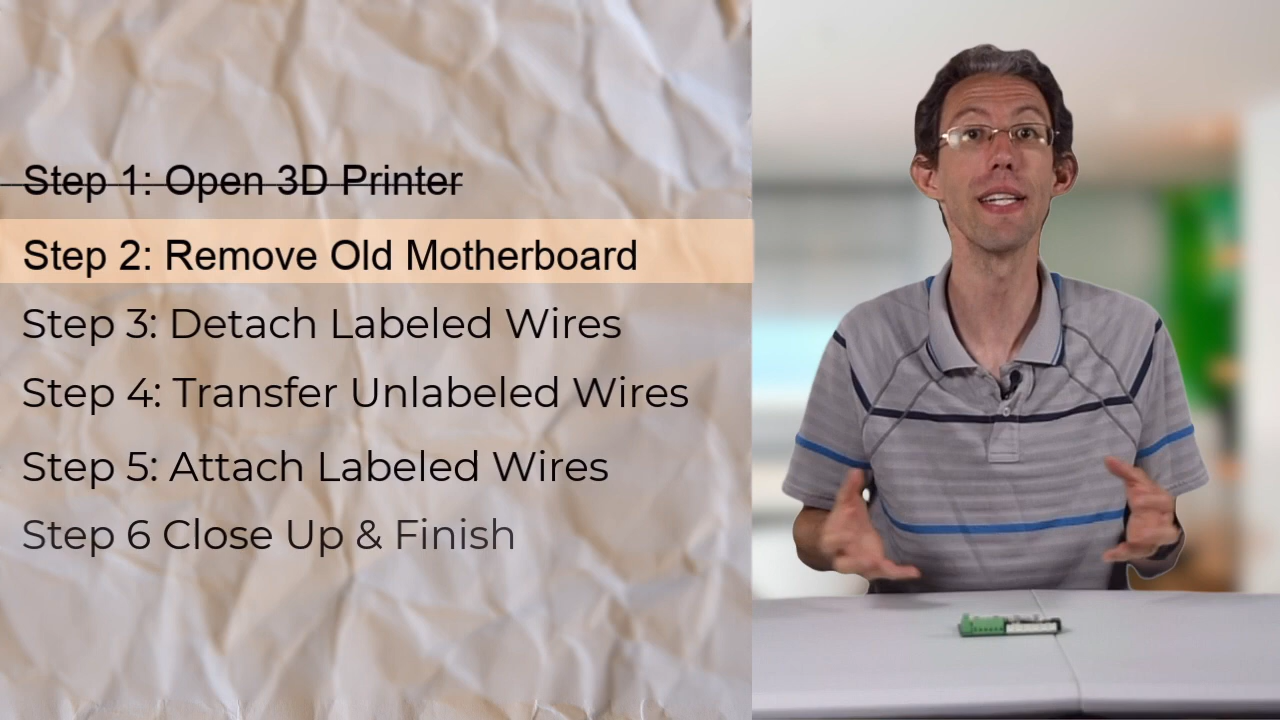 Step 1: Open 3D Printer
Step 2: Remove Old Motherboard
Step 3: Detach Labeled Wires
Step 4: Transfer Unlabeled Wires
Step 5: Attach Labeled Wires
Step 6 Close Up & Finish